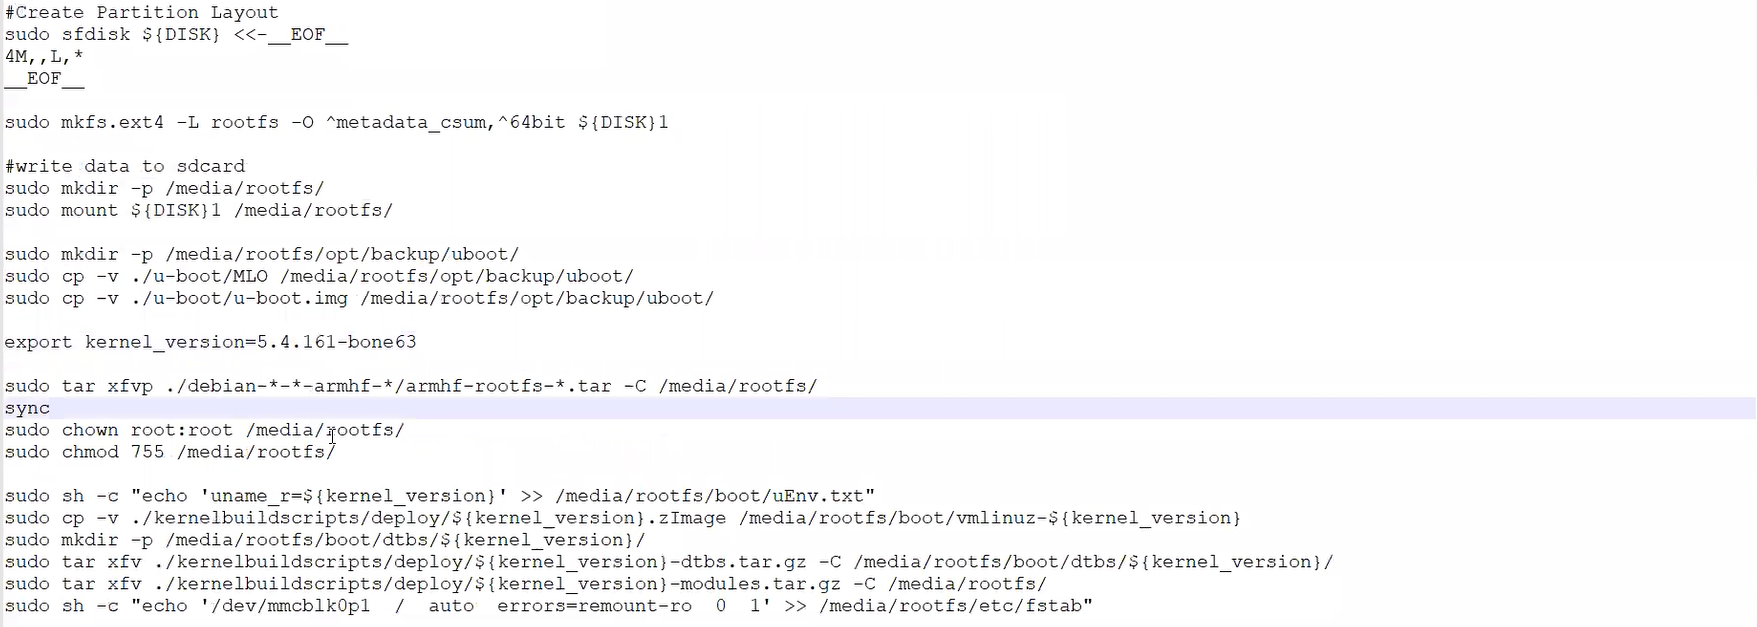 #Create Partition Layout
sudo sfdisk ${DISK} <<-__EOF__
4M,,L,*
__EOF__
sudo mkfs.ext4 -L rootfs -O ^metadata_csum,^64bit ${DISK}1
#write data to sdcard
sudo mkdir -p /media/rootfs/
sudo mount ${DISK}1 /media/rootfs/
sudo mkdir -p /media/rootfs/opt/backup/uboot/
sudo cp -v ./u-boot/MLO /media/rootfs/opt/backup/uboot/
sudo cp -v ./u-boot/u-boot.img /media/rootfs/opt/backup/uboot/
export kernel_version=5.4.161-bone63
sudo tar xfvp ./debian-*-*-armhf-*/armhf-rootfs-*.tar -C /media/rootfs/
sync
sudo chown root:root /media/rootfs/
sudo chmod 755 /media/rootfs/
sudo sh -c "echo 'uname_r=${kernel_version}' >> /media/rootfs/boot/uEnv.txt"
sudo cp -v ./kernelbuildscripts/deploy/${kernel_version}.zImage /media/rootfs/boot/vmlinuz-${kernel_version}
sudo mkdir -p /media/rootfs/boot/dtbs/${kernel_version}/
sudo tar xfv ./kernelbuildscripts/deploy/${kernel_version}-dtbs.tar.gz -C /media/rootfs/boot/dtbs/${kernel_version}/
sudo tar xfv ./kernelbuildscripts/deploy/${kernel_version}-modules.tar.gz -C /media/rootfs/
sudo sh -c "echo '/dev/mmcblk0p1  /  auto  errors=remount-ro  0  1' >> /media/rootfs/etc/fstab"